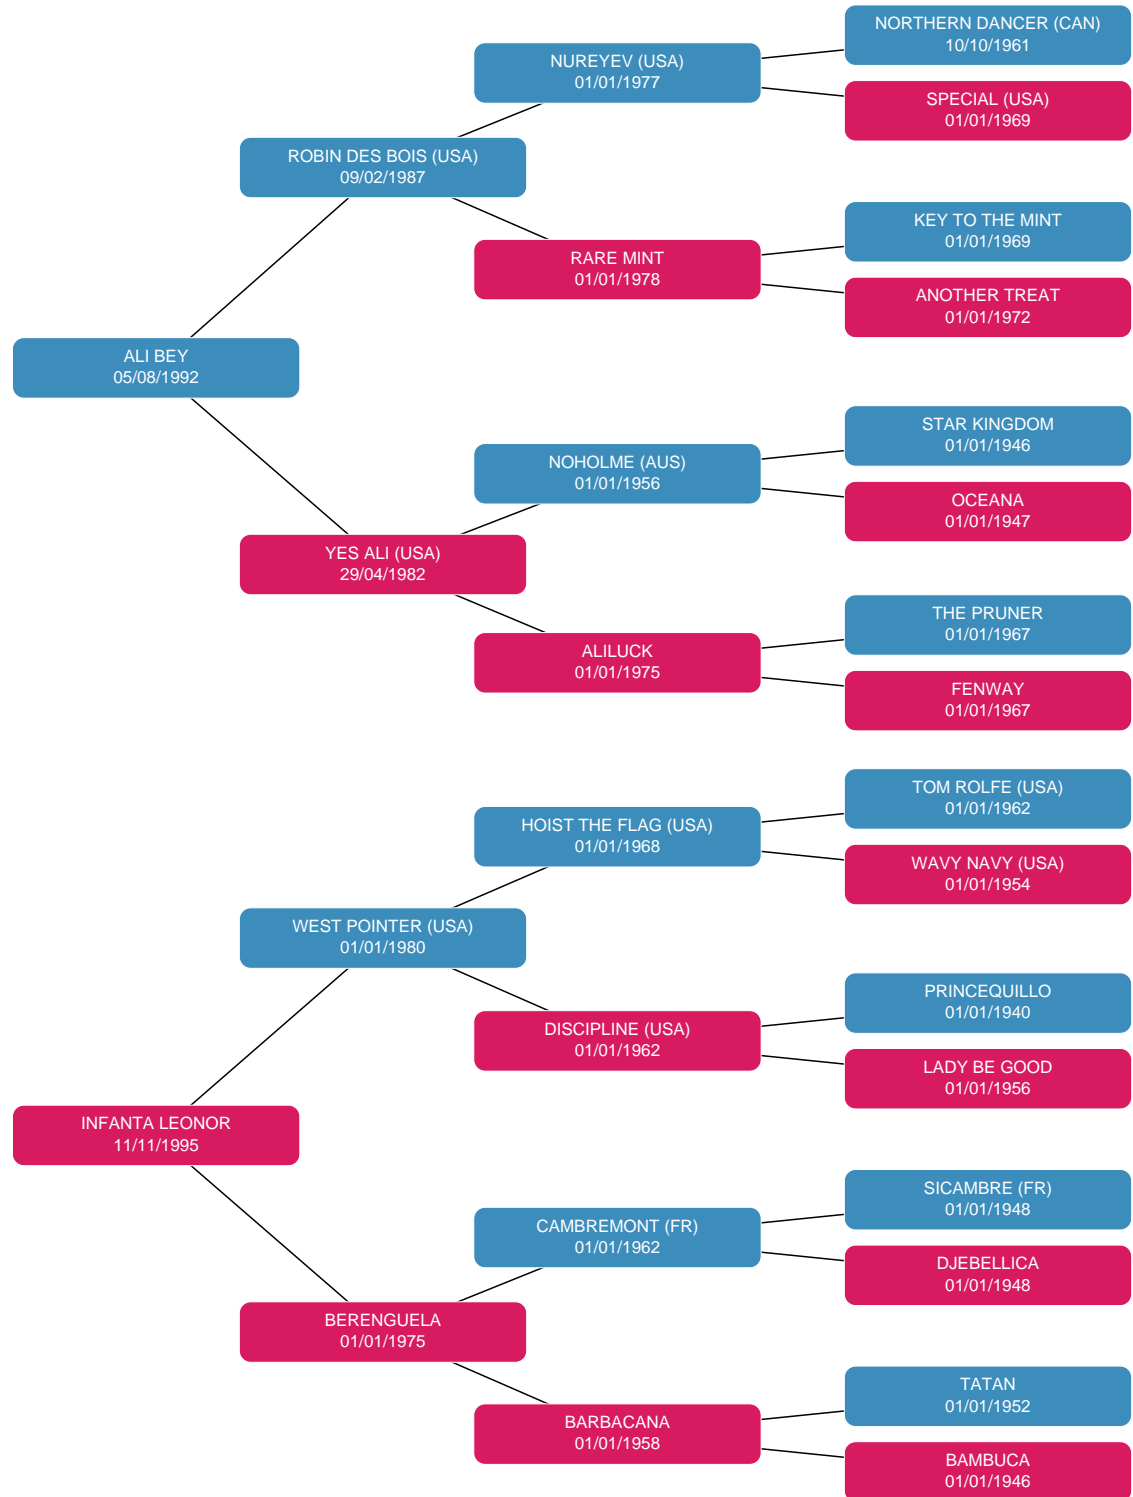 NORTHERN DANCER (CAN)
10/10/1961
NUREYEV (USA)
01/01/1977
SPECIAL (USA)
01/01/1969
ROBIN DES BOIS (USA)
09/02/1987
KEY TO THE MINT
01/01/1969
RARE MINT
01/01/1978
ANOTHER TREAT
01/01/1972
ALI BEY
05/08/1992
STAR KINGDOM
01/01/1946
NOHOLME (AUS)
01/01/1956
OCEANA
01/01/1947
YES ALI (USA)
29/04/1982
THE PRUNER
01/01/1967
ALILUCK
01/01/1975
FENWAY
01/01/1967
TOM ROLFE (USA)
01/01/1962
HOIST THE FLAG (USA)
01/01/1968
WAVY NAVY (USA)
01/01/1954
WEST POINTER (USA)
01/01/1980
PRINCEQUILLO
01/01/1940
DISCIPLINE (USA)
01/01/1962
LADY BE GOOD
01/01/1956
INFANTA LEONOR
11/11/1995
SICAMBRE (FR)
01/01/1948
CAMBREMONT (FR)
01/01/1962
DJEBELLICA
01/01/1948
BERENGUELA
01/01/1975
TATAN
01/01/1952
BARBACANA
01/01/1958
BAMBUCA
01/01/1946